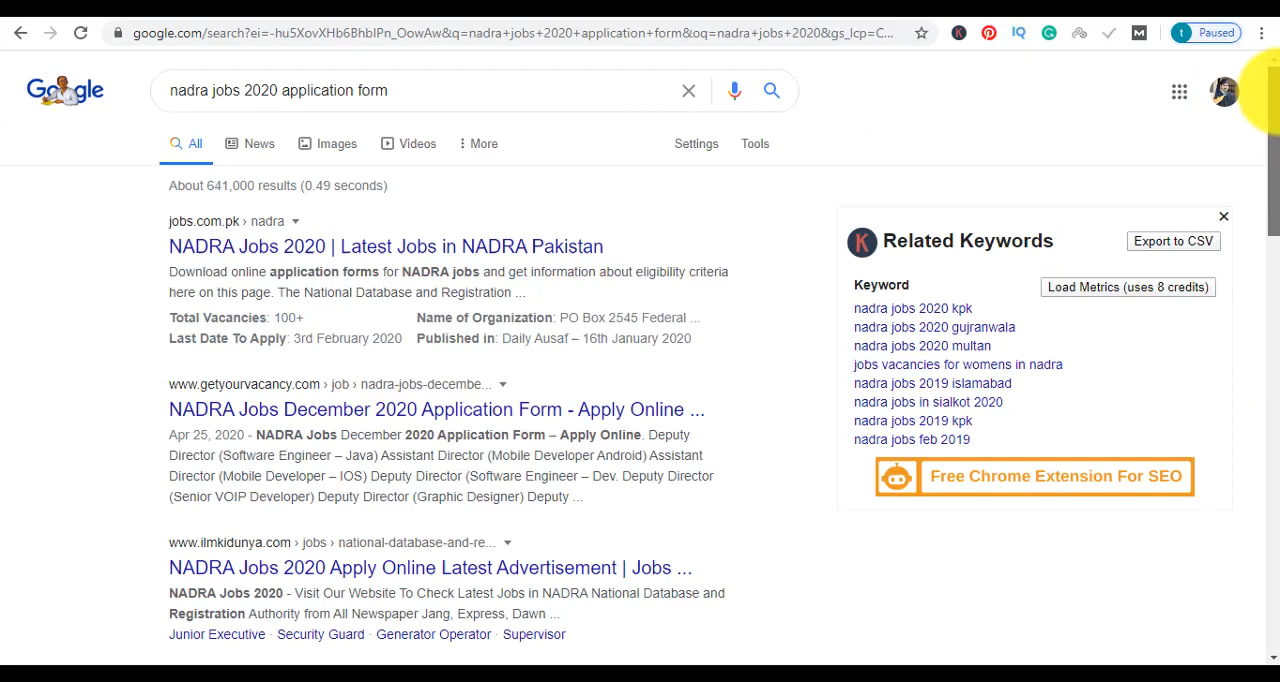 google.com/search?ei=-hu5XovXHb6BhbIPn_OowAw&q=nadra+jobs+2020+application+form&oq=nadra+jobs+2020&gs_lcp=C...
IQ
M
t Paused
Google
nadra jobs 2020 application form
All News Images Videos More Settings Tools
About 641,000 results (0.49 seconds)
jobs.com.pk › nadra
NADRA Jobs 2020 | Latest Jobs in NADRA Pakistan
Download online application forms for NADRA jobs and get information about eligibility criteria
here on this page. The National Database and Registration ...
Total Vacancies: 100+ Name of Organization: PO Box 2545 Federal ...
Last Date To Apply: 3rd February 2020 Published in: Daily Ausaf – 16th January 2020
www.getyourvacancy.com › job › nadra-jobs-decembe...
NADRA Jobs December 2020 Application Form - Apply Online ...
Apr 25, 2020 - NADRA Jobs December 2020 Application Form – Apply Online. Deputy
Director (Software Engineer – Java) Assistant Director (Mobile Developer Android) Assistant
Director (Mobile Developer – IOS) Deputy Director (Software Engineer – Dev. Deputy Director
(Senior VOIP Developer) Deputy Director (Graphic Designer) Deputy ...
www.ilmkidunya.com › jobs › national-database-and-re...
NADRA Jobs 2020 Apply Online Latest Advertisement | Jobs ...
NADRA Jobs 2020 - Visit Our Website To Check Latest Jobs in NADRA National Database and
Registration Authority from All Newspaper Jang, Express, Dawn ...
Junior Executive · Security Guard · Generator Operator · Supervisor
K Related Keywords Export to CSV
Keyword Load Metrics (uses 8 credits)
nadra jobs 2020 kpk
nadra jobs 2020 gujranwala
nadra jobs 2020 multan
jobs vacancies for womens in nadra
nadra jobs 2019 islamabad
nadra jobs in sialkot 2020
nadra jobs 2019 kpk
nadra jobs feb 2019
Free Chrome Extension For SEO